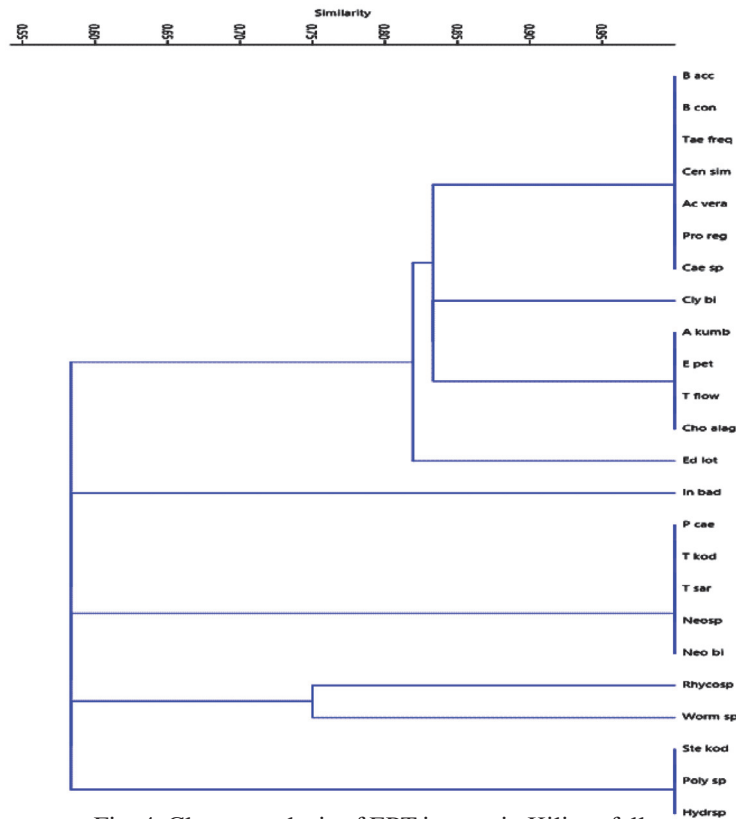 Similarity
0.55 0.60 0.65 0.70 0.75 0.80 0.85 0.90 0.95
B acc
B con
Tae freq
Cen sim
Ac vera
Pro reg
Cae sp
Cly bi
A kumb
E pet
T flow
Cho alag
Ed lot
In bad
P cae
T kod
T sar
Neosp
Neo bi
Rhycosp
Worm sp
Ste kod
Poly sp
Hydrsp